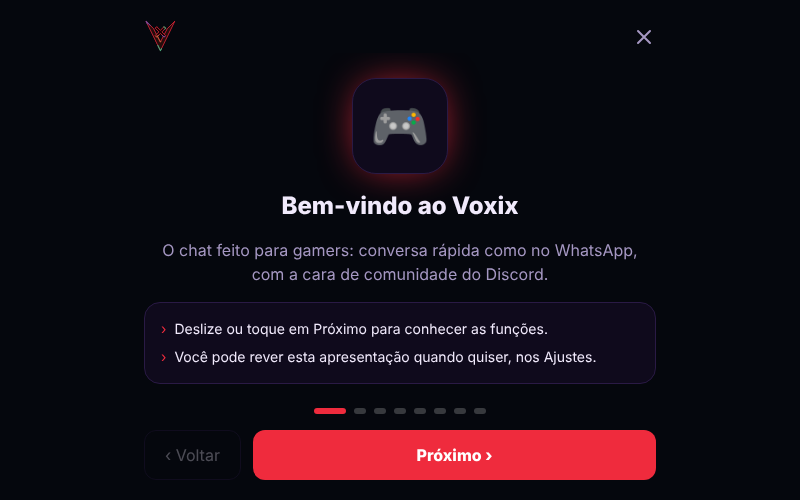 Bem-vindo ao Voxix
O chat feito para gamers: conversa rápida como no WhatsApp,
com a cara de comunidade do Discord.
› Deslize ou toque em Próximo para conhecer as funções.
› Você pode rever esta apresentação quando quiser, nos Ajustes.
‹ Voltar
Próximo ›